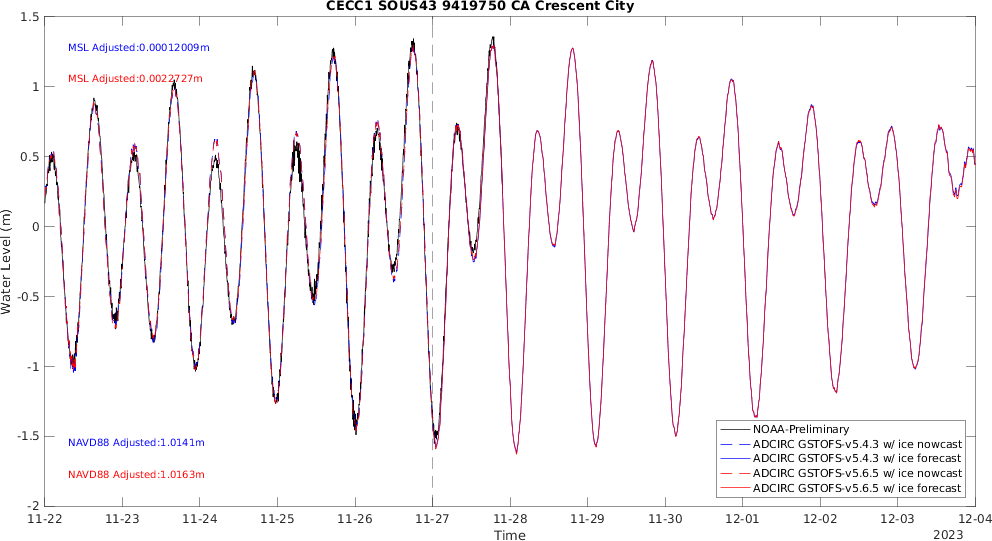 CECC1 SOUS43 9419750 CA Crescent City
1.5
1
0.5
0
-0.5
-1
-1.5
-2
Water Level (m)
MSL Adjusted:0.00012009m
MSL Adjusted:0.0022727m
NAVD88 Adjusted:1.0141m
NAVD88 Adjusted:1.0163m
NOAA-Preliminary
ADCIRC GSTOFS-v5.4.3 w/ ice nowcast
ADCIRC GSTOFS-v5.4.3 w/ ice forecast
ADCIRC GSTOFS-v5.6.5 w/ ice nowcast
ADCIRC GSTOFS-v5.6.5 w/ ice forecast
11-22 11-23 11-24 11-25 11-26 11-27 11-28 11-29 11-30 12-01 12-02 12-03 12-04
Time
2023